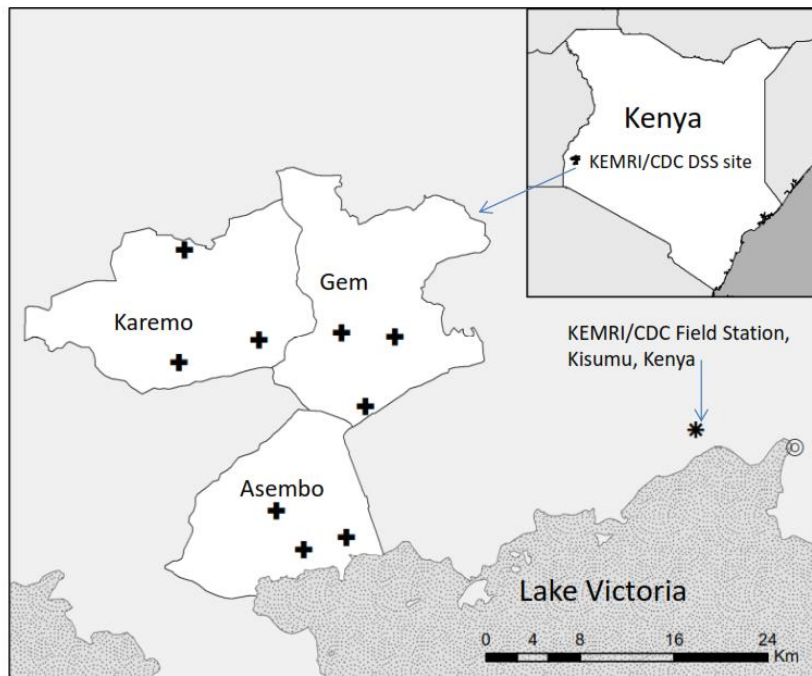 Kenya
KEMRI/CDC DSS site
Gem
Karemo
KEMRI/CDC Field Station,
Kisumu, Kenya
Asembo
Lake Victoria
0 4 8 16 24
Km